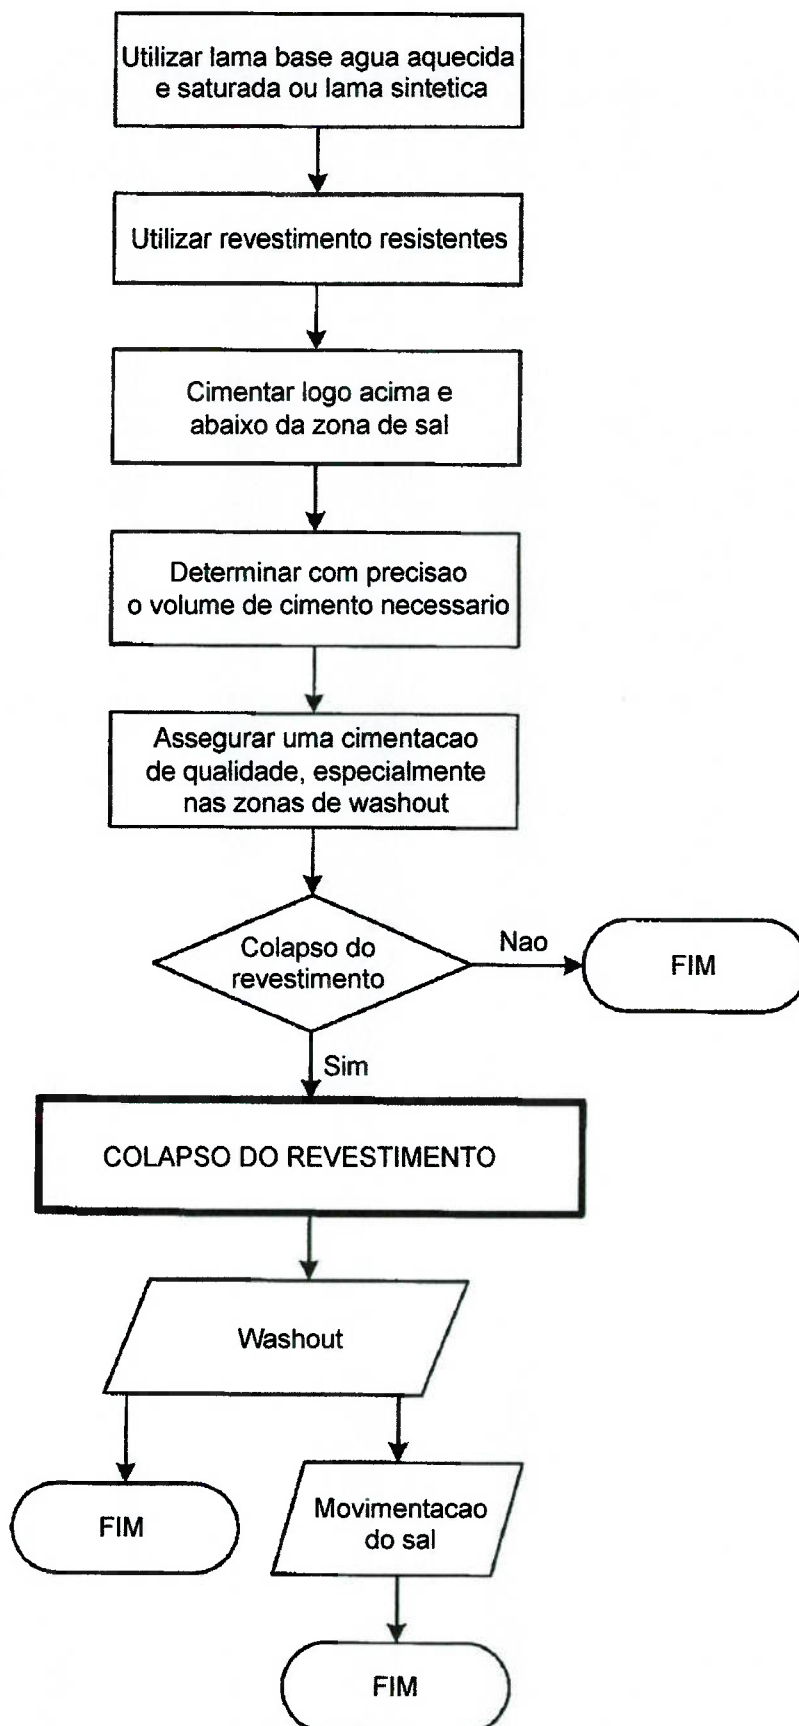 Utilizar lama base agua aquecida
e saturada ou lama sintetica
Utilizar revestimento resistentes
Cimentar logo acima e
abaixo da zona de sal
Determinar com precisao
o volume de cimento necessario
Assegurar uma cimentacao
de qualidade, especialmente
nas zonas de washout
Colapso do
revestimento
Nao
FIM
Sim
COLAPSO DO REVESTIMENTO
Washout
FIM
Movimentacao
do sal
FIM